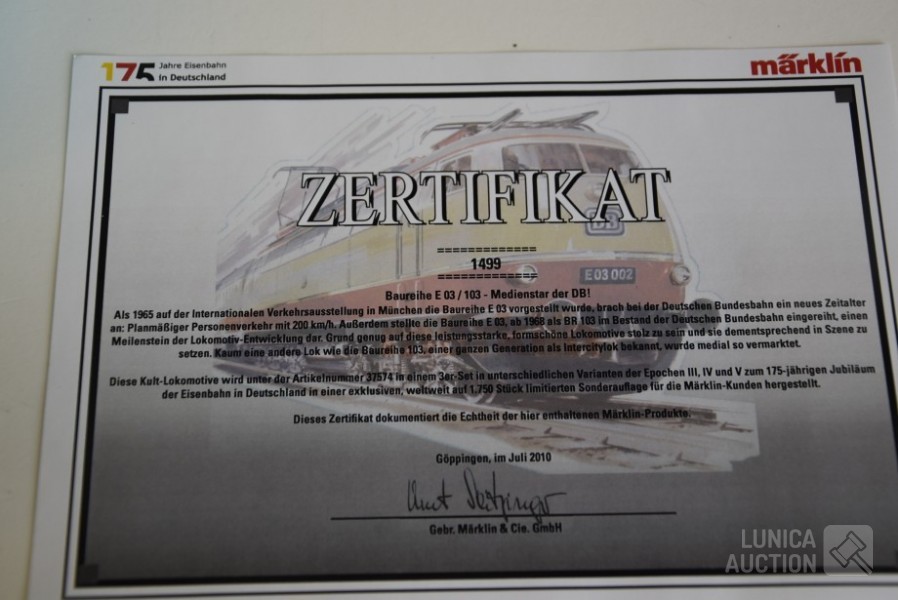 175 Jahre Eisenbahn
in Deutschland
märklin
ZERTIFIKAT
=============
1499
=============
E 03 002
DB
Baureihe E 03 / 103 - Medienstar der DB!
Als 1965 auf der Internationalen Verkehrsausstellung in München die Baureihe E 03 vorgestellt wurde, brach bei der Deutschen Bundesbahn ein neues Zeitalter
an: Planmäßiger Personenverkehr mit 200 km/h. Außerdem stellte die Baureihe E 03, ab 1968 als BR 103 im Bestand der Deutschen Bundesbahn eingereiht, einen
Meilenstein der Lokomotiv-Entwicklung dar. Grund genug auf diese leistungsstarke, formschöne Lokomotive stolz zu sein und sie dementsprechend in Szene zu
setzen. Kaum eine andere Lok wie die Baureihe 103, einer ganzen Generation als Intercitylok bekannt, wurde medial so vermarktet.
Diese Kult-Lokomotive wird unter der Artikelnummer 37574 in einem 3er-Set in unterschiedlichen Varianten der Epochen III, IV und V zum 175-jährigen Jubiläum
der Eisenbahn in Deutschland in einer exklusiven, weltweit auf 1.750 Stück limitierten Sonderauflage für die Märklin-Kunden hergestellt.
Dieses Zertifikat dokumentiert die Echtheit der hier enthaltenen Märklin-Produkte.
Göppingen, im Juli 2010
Gebr. Märklin & Cie. GmbH
LUNICA
AUCTION